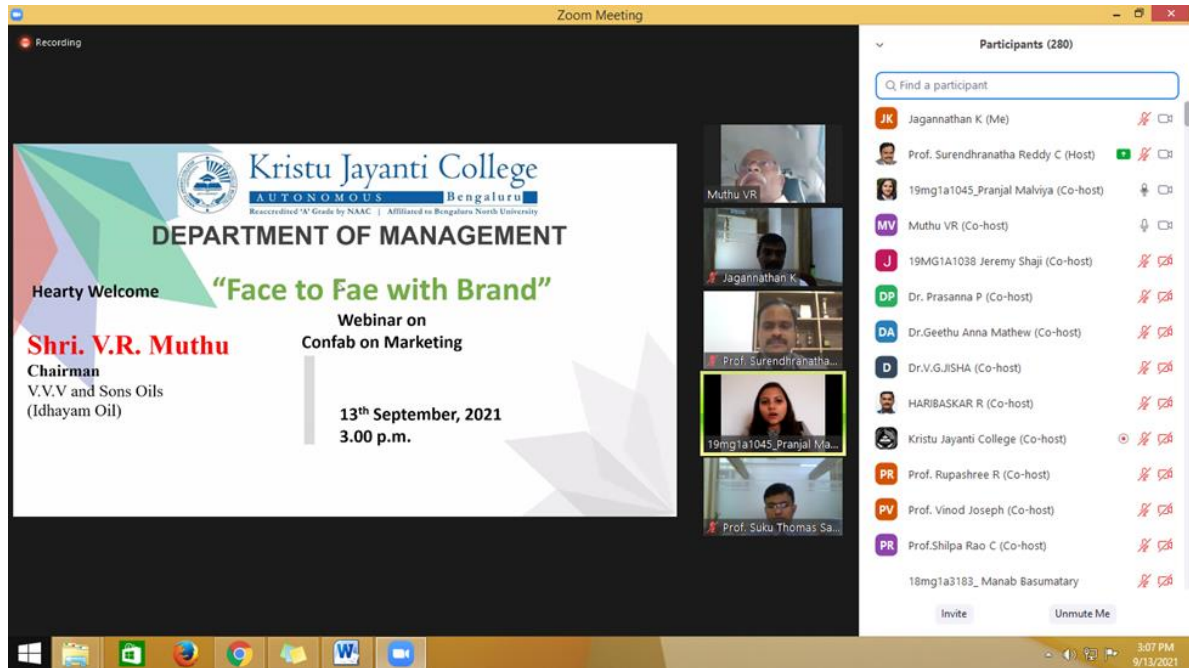 Zoom Meeting
Recording
Kristu Jayanti College
AUTONOMOUS Bengaluru
Reaccredited 'A' Grade by NAAC | Affiliated to Bengaluru North University
DEPARTMENT OF MANAGEMENT
Hearty Welcome
“Face to Fae with Brand”
Webinar on
Confab on Marketing
Shri. V.R. Muthu
Chairman
V.V.V and Sons Oils
(Idhayam Oil)
13th September, 2021
3.00 p.m.
Muthu VR
Jagannathan K
Prof. Surendhranatha...
19mg1a1045_Pranjal Ma...
Prof. Suku Thomas Sa...
Participants (280)
Find a participant
JK Jagannathan K (Me)
Prof. Surendhranatha Reddy C (Host)
19mg1a1045_Pranjal Malviya (Co-host)
MV Muthu VR (Co-host)
J 19MG1A1038 Jeremy Shaji (Co-host)
DP Dr. Prasanna P (Co-host)
DA Dr.Geethu Anna Mathew (Co-host)
D Dr.V.G.JISHA (Co-host)
HARIBASKAR R (Co-host)
Kristu Jayanti College (Co-host)
PR Prof. Rupashree R (Co-host)
PV Prof. Vinod Joseph (Co-host)
PR Prof.Shilpa Rao C (Co-host)
18mg1a3183_ Manab Basumatary
Invite Unmute Me
3:07 PM
9/13/2021